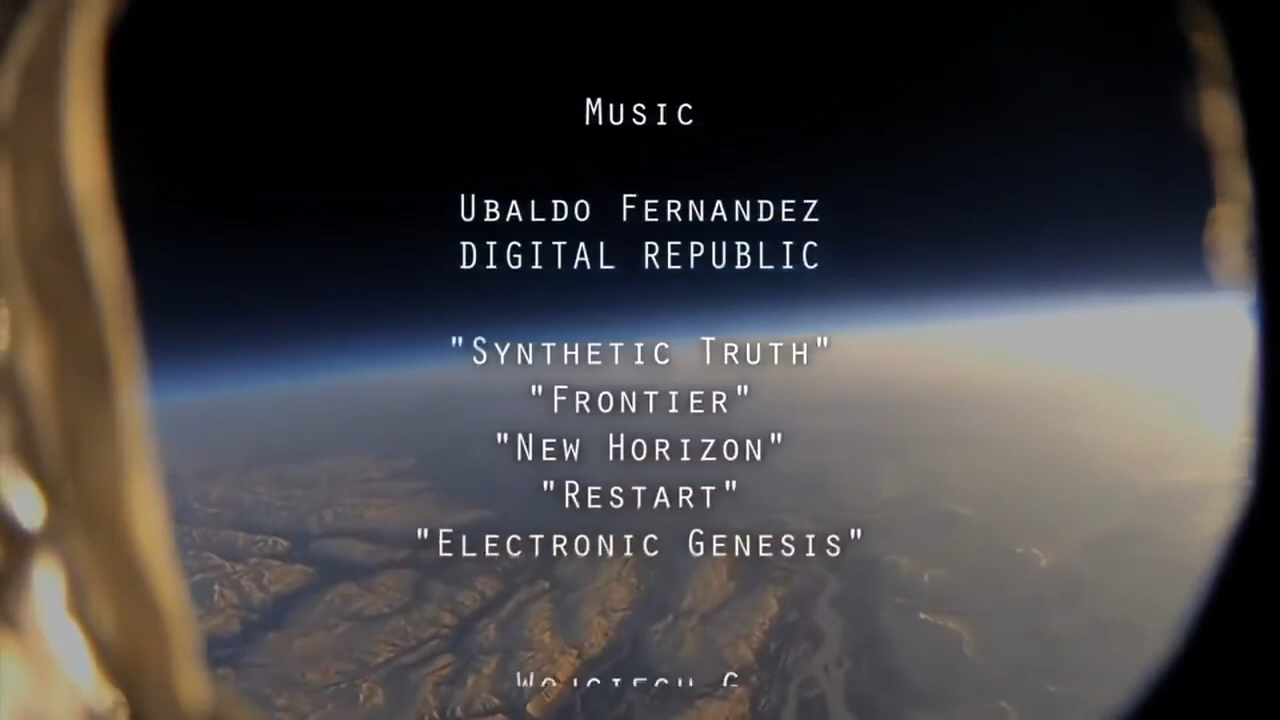 Music
Ubaldo Fernandez
DIGITAL REPUBLIC
"Synthetic Truth"
"Frontier"
"New Horizon"
"Restart"
"Electronic Genesis"